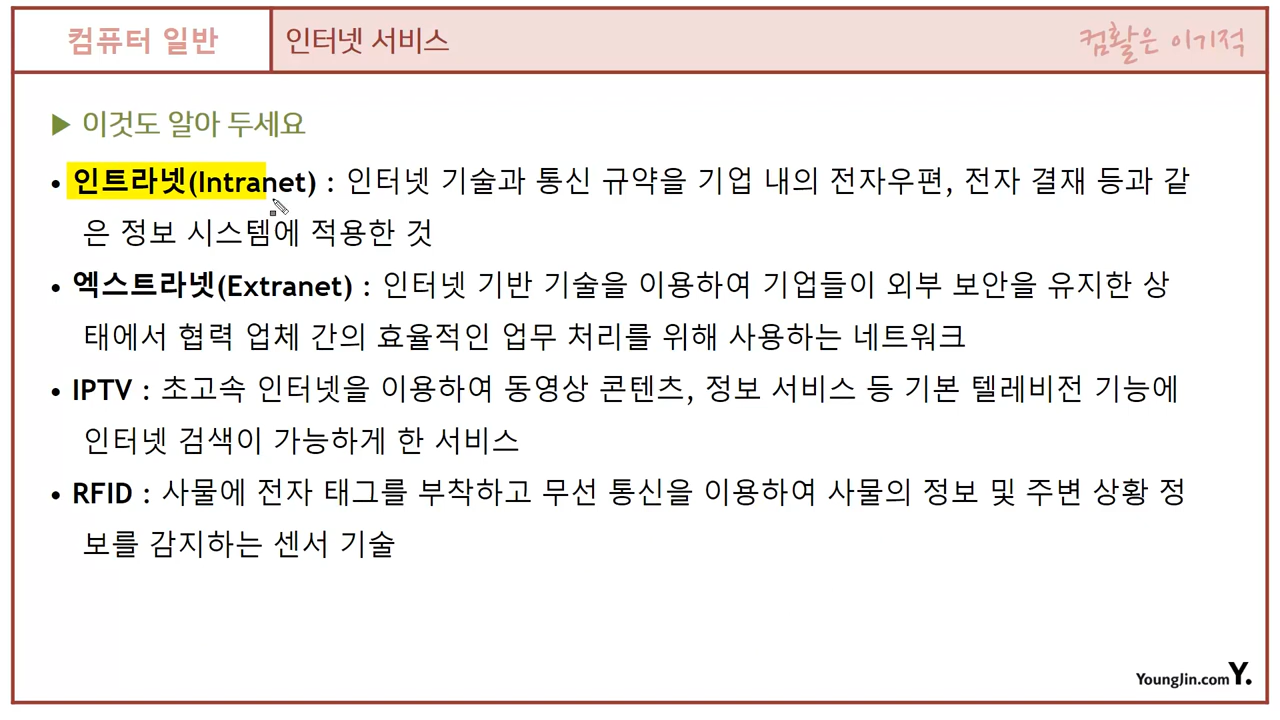 컴퓨터 일반
인터넷 서비스
컴활은 이기적
▶ 이것도 알아 두세요
• 인트라넷(Intranet) : 인터넷 기술과 통신 규약을 기업 내의 전자우편, 전자 결재 등과 같
은 정보 시스템에 적용한 것
• 엑스트라넷(Extranet) : 인터넷 기반 기술을 이용하여 기업들이 외부 보안을 유지한 상
태에서 협력 업체 간의 효율적인 업무 처리를 위해 사용하는 네트워크
• IPTV : 초고속 인터넷을 이용하여 동영상 콘텐츠, 정보 서비스 등 기본 텔레비전 기능에
인터넷 검색이 가능하게 한 서비스
• RFID : 사물에 전자 태그를 부착하고 무선 통신을 이용하여 사물의 정보 및 주변 상황 정
보를 감지하는 센서 기술
YoungJin.com Y.